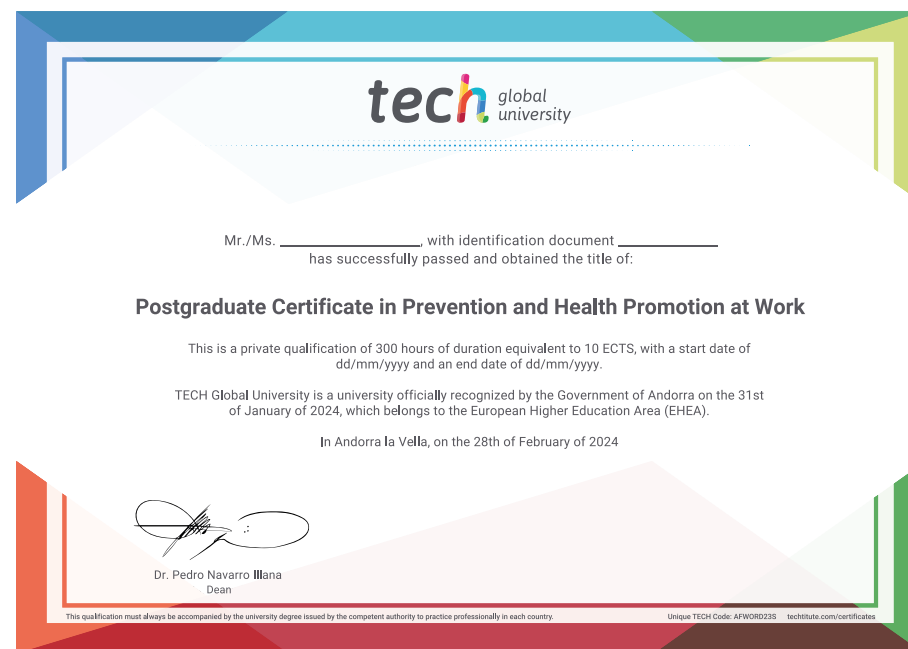 tech global
university
Mr./Ms. ____________________, with identification document ______________
has successfully passed and obtained the title of:
Postgraduate Certificate in Prevention and Health Promotion at Work
This is a private qualification of 300 hours of duration equivalent to 10 ECTS, with a start date of
dd/mm/yyyy and an end date of dd/mm/yyyy.
TECH Global University is a university officially recognized by the Government of Andorra on the 31st
of January of 2024, which belongs to the European Higher Education Area (EHEA).
In Andorra la Vella, on the 28th of February of 2024
Dr. Pedro Navarro Illana
Dean
This qualification must always be accompanied by the university degree issued by the competent authority to practice professionally in each country. Unique TECH Code: AFWORD23S techtitute.com/certificates